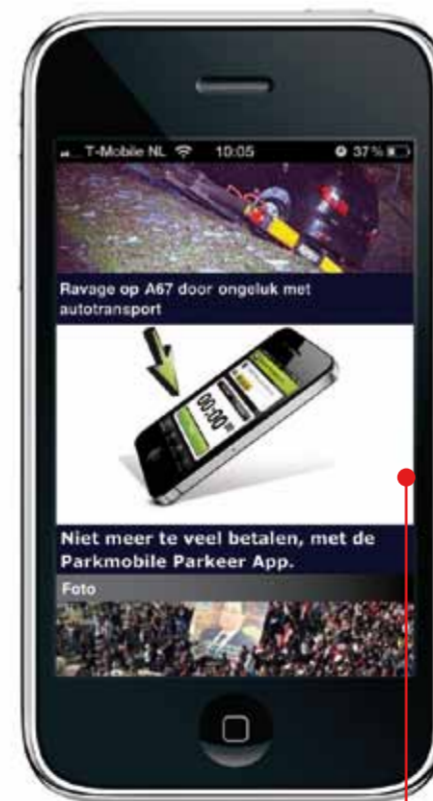 T-Mobile NL 10:05 37%
Ravage op A67 door ongeluk met
autotransport
00:00
Niet meer te veel betalen, met de
Parkmobile Parkeer App.
Foto